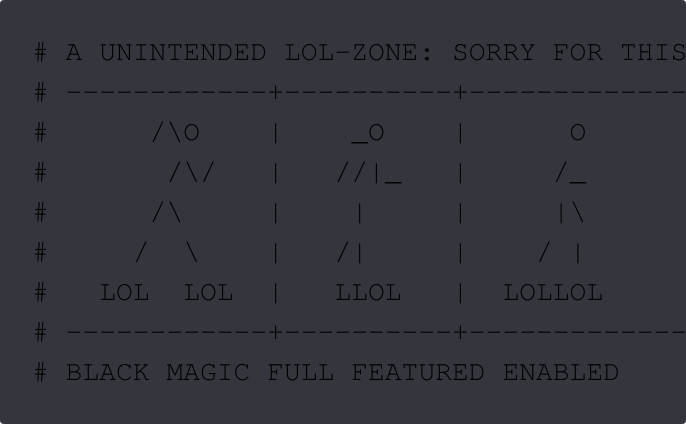 # A UNINTENDED LOL-ZONE: SORRY FOR THIS
# ------------+----------+-------------
#     /\O    |    _O    |      O
#      /\/   |   //|_   |     /_
#     /\     |    |     |     |\
#    /  \    |   /|     |    / |
#  LOL  LOL  |   LLOL   |  LOLLOL
# ------------+----------+-------------
# BLACK MAGIC FULL FEATURED ENABLED